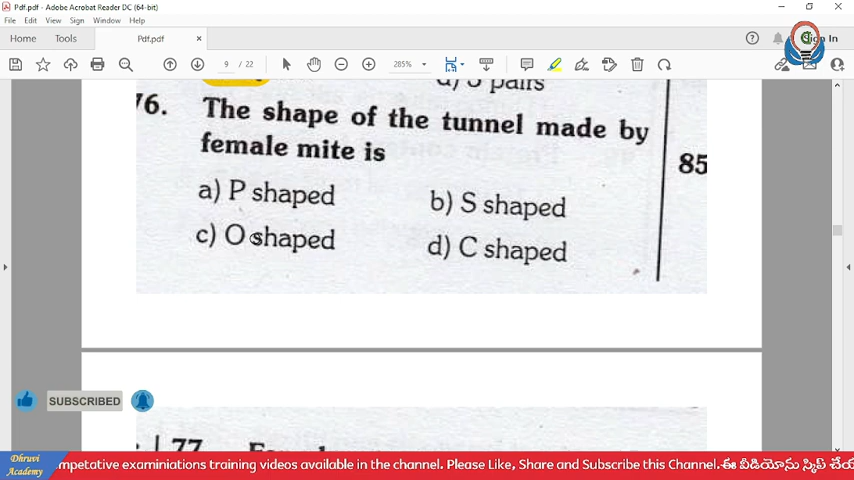 Pdf.pdf - Adobe Acrobat Reader DC (64-bit)
File Edit View Sign Window Help
Home Tools Pdf.pdf × Sign In
9 / 22 285%
d) 5 pairs
76. The shape of the tunnel made by
female mite is
85
a) P shaped b) S shaped
c) O shaped d) C shaped
SUBSCRIBED
77
Dhruvi
Academy
mpetative examiniations training videos available in the channel. Please Like, Share and Subscribe this Channel. ఈ వీడియోను స్కిప్ చేయ